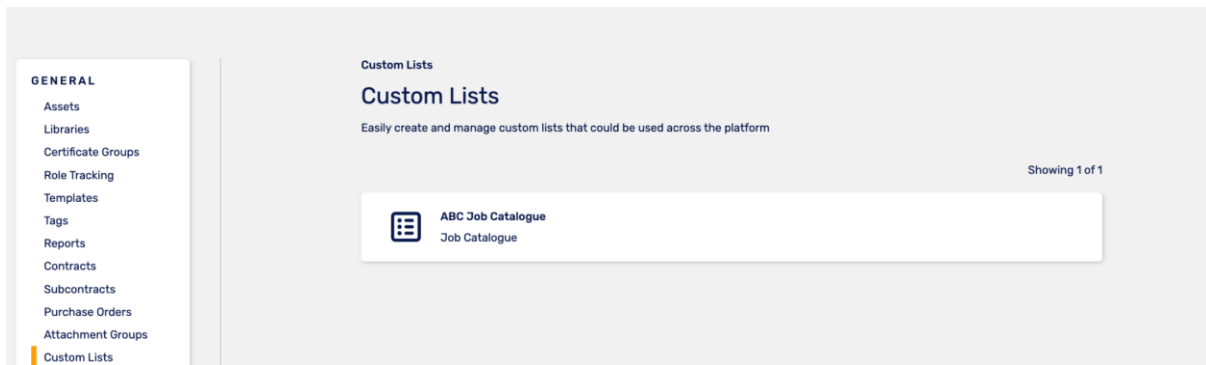 GENERAL
Assets
Libraries
Certificate Groups
Role Tracking
Templates
Tags
Reports
Contracts
Subcontracts
Purchase Orders
Attachment Groups
Custom Lists
Custom Lists
Custom Lists
Easily create and manage custom lists that could be used across the platform
Showing 1 of 1
ABC Job Catalogue
Job Catalogue